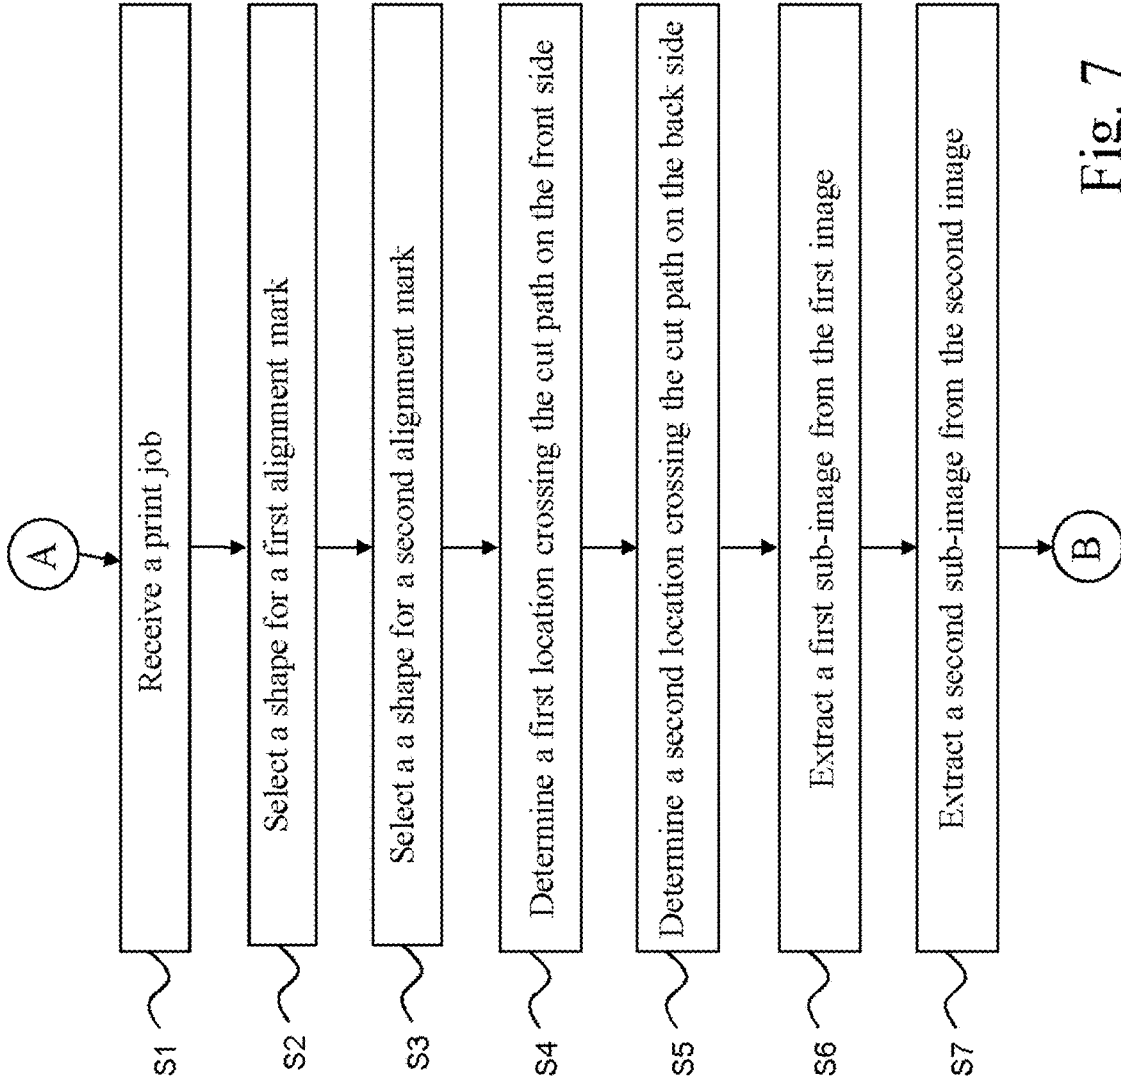 A
S1
Receive a print job
S2
Select a shape for a first alignment mark
S3
Select a a shape for a second alignment mark
S4
Determine a first location crossing the cut path on the front side
S5
Determine a second location crossing the cut path on the back side
S6
Extract a first sub-image from the first image
S7
Extract a second sub-image from the second image
B
Fig. 7